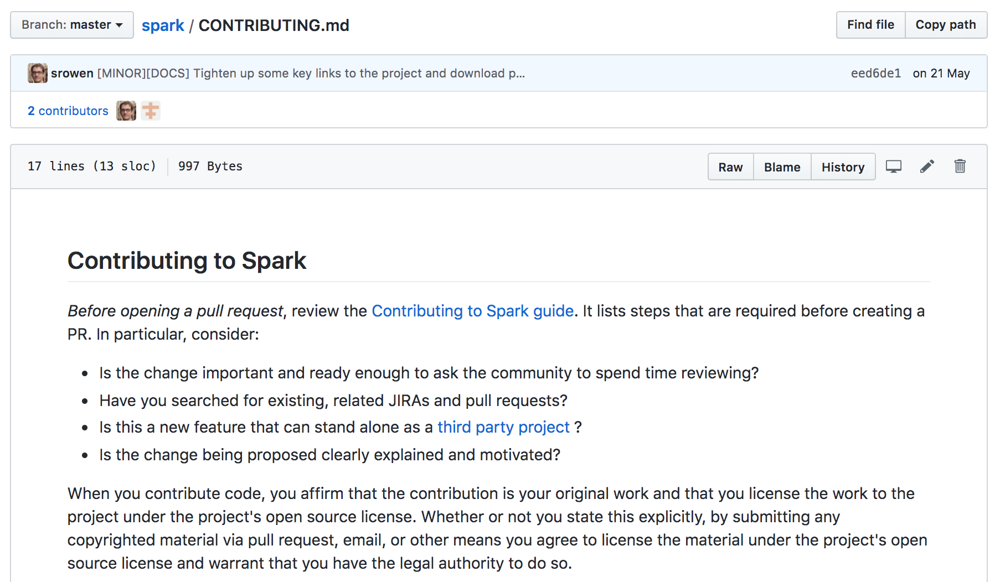 Branch: master
spark / CONTRIBUTING.md
Find file
Copy path
srowen [MINOR][DOCS] Tighten up some key links to the project and download p...
eed6de1 on 21 May
2 contributors
17 lines (13 sloc)
997 Bytes
Raw
Blame
History
Contributing to Spark
Before opening a pull request, review the Contributing to Spark guide. It lists steps that are required before creating a
PR. In particular, consider:
• Is the change important and ready enough to ask the community to spend time reviewing?
• Have you searched for existing, related JIRAs and pull requests?
• Is this a new feature that can stand alone as a third party project ?
• Is the change being proposed clearly explained and motivated?
When you contribute code, you affirm that the contribution is your original work and that you license the work to the
project under the project's open source license. Whether or not you state this explicitly, by submitting any
copyrighted material via pull request, email, or other means you agree to license the material under the project's open
source license and warrant that you have the legal authority to do so.